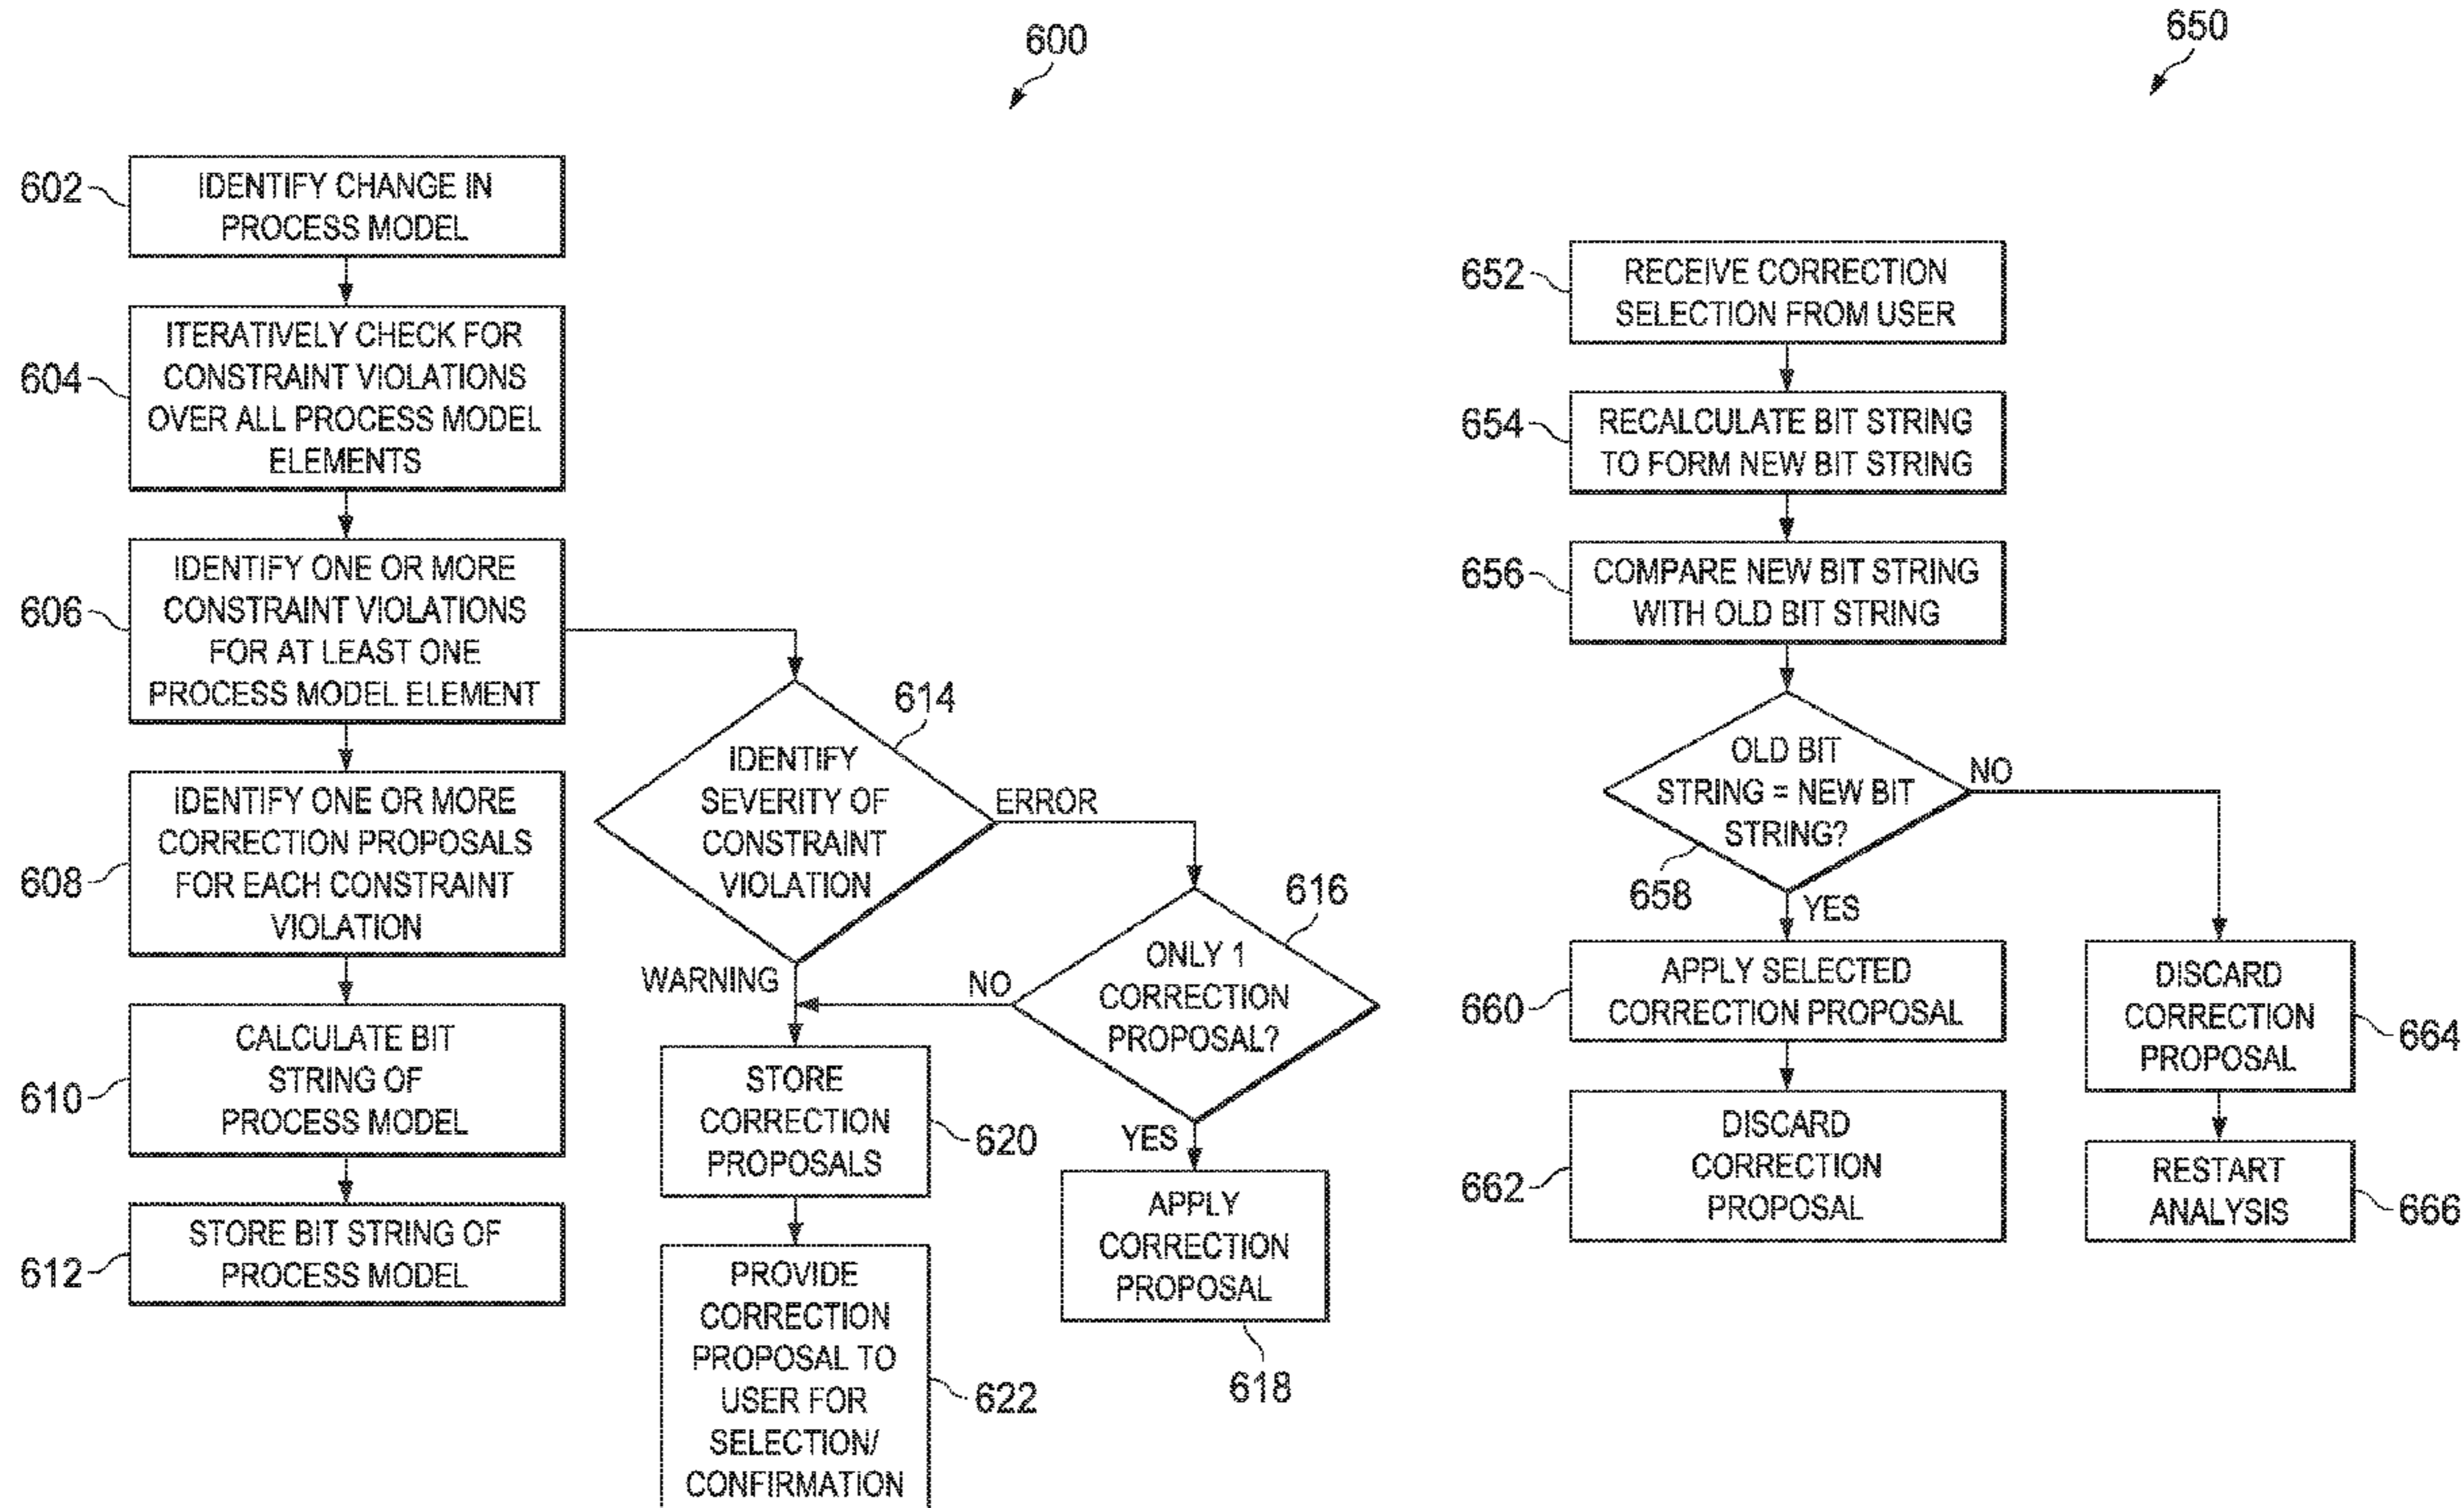 600
602
IDENTIFY CHANGE IN
PROCESS MODEL
604
ITERATIVELY CHECK FOR
CONSTRAINT VIOLATIONS
OVER ALL PROCESS MODEL
ELEMENTS
606
IDENTIFY ONE OR MORE
CONSTRAINT VIOLATIONS
FOR AT LEAST ONE
PROCESS MODEL ELEMENT
608
IDENTIFY ONE OR MORE
CORRECTION PROPOSALS
FOR EACH CONSTRAINT
VIOLATION
610
CALCULATE BIT
STRING OF
PROCESS MODEL
612
STORE BIT STRING OF
PROCESS MODEL
614
IDENTIFY
SEVERITY OF
CONSTRAINT
VIOLATION
ERROR
WARNING
616
ONLY 1
CORRECTION
PROPOSAL?
NO
YES
STORE
CORRECTION
PROPOSALS
620
APPLY
CORRECTION
PROPOSAL
618
PROVIDE
CORRECTION
PROPOSAL TO
USER FOR
SELECTION/
CONFIRMATION
622
650
652
RECEIVE CORRECTION
SELECTION FROM USER
654
RECALCULATE BIT STRING
TO FORM NEW BIT STRING
656
COMPARE NEW BIT STRING
WITH OLD BIT STRING
OLD BIT
STRING = NEW BIT
STRING?
NO
658
YES
660
APPLY SELECTED
CORRECTION PROPOSAL
662
DISCARD
CORRECTION
PROPOSAL
DISCARD
CORRECTION
PROPOSAL
664
RESTART
ANALYSIS
666